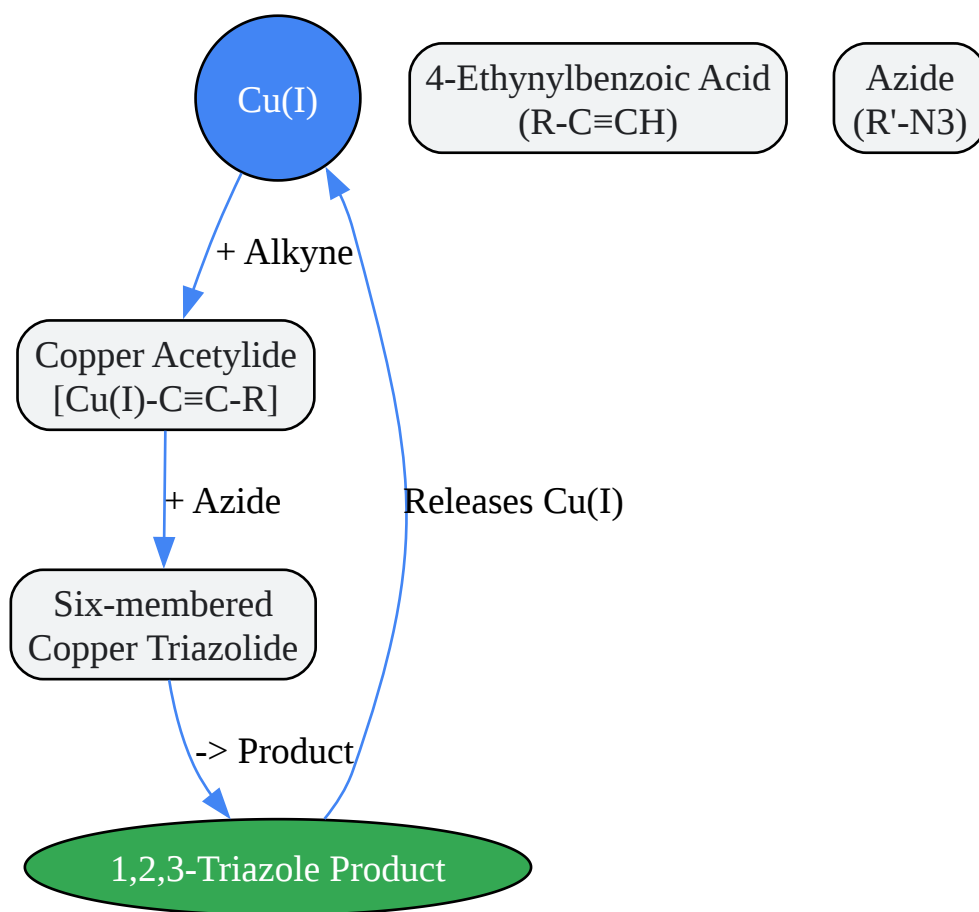 Cu(I)
4-Ethynylbenzoic Acid
(R-C≡CH)
Azide
(R'-N3)
+ Alkyne
Copper Acetylide
[Cu(I)-C≡C-R]
+ Azide
Releases Cu(I)
Six-membered
Copper Triazolide
-> Product
1,2,3-Triazole Product